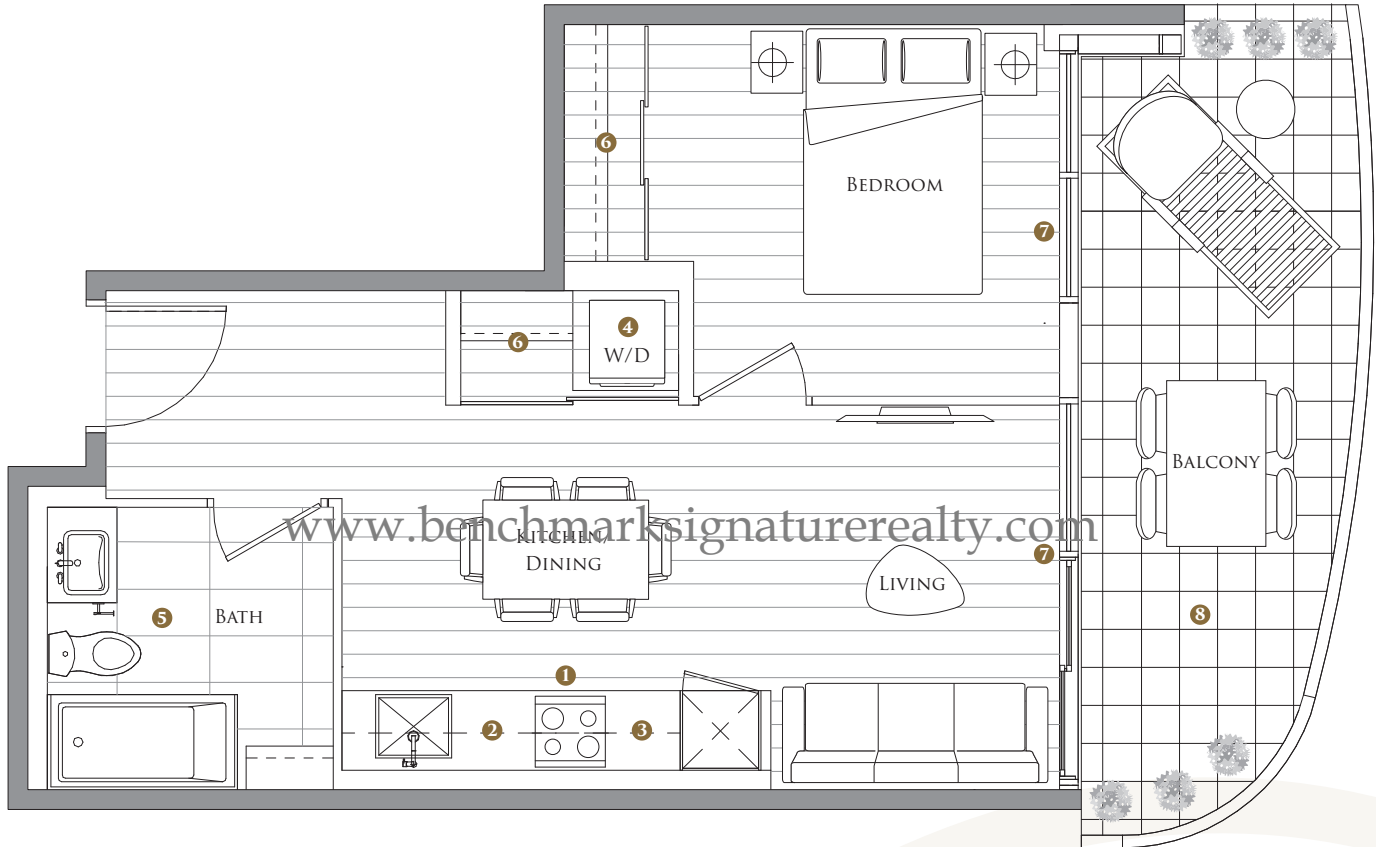 6
BEDROOM
7
6
4
W/D
BALCONY
www.benchmarksignaturerealty.com
KITCHEN/
DINING
7
LIVING
5
BATH
8
1
2
3